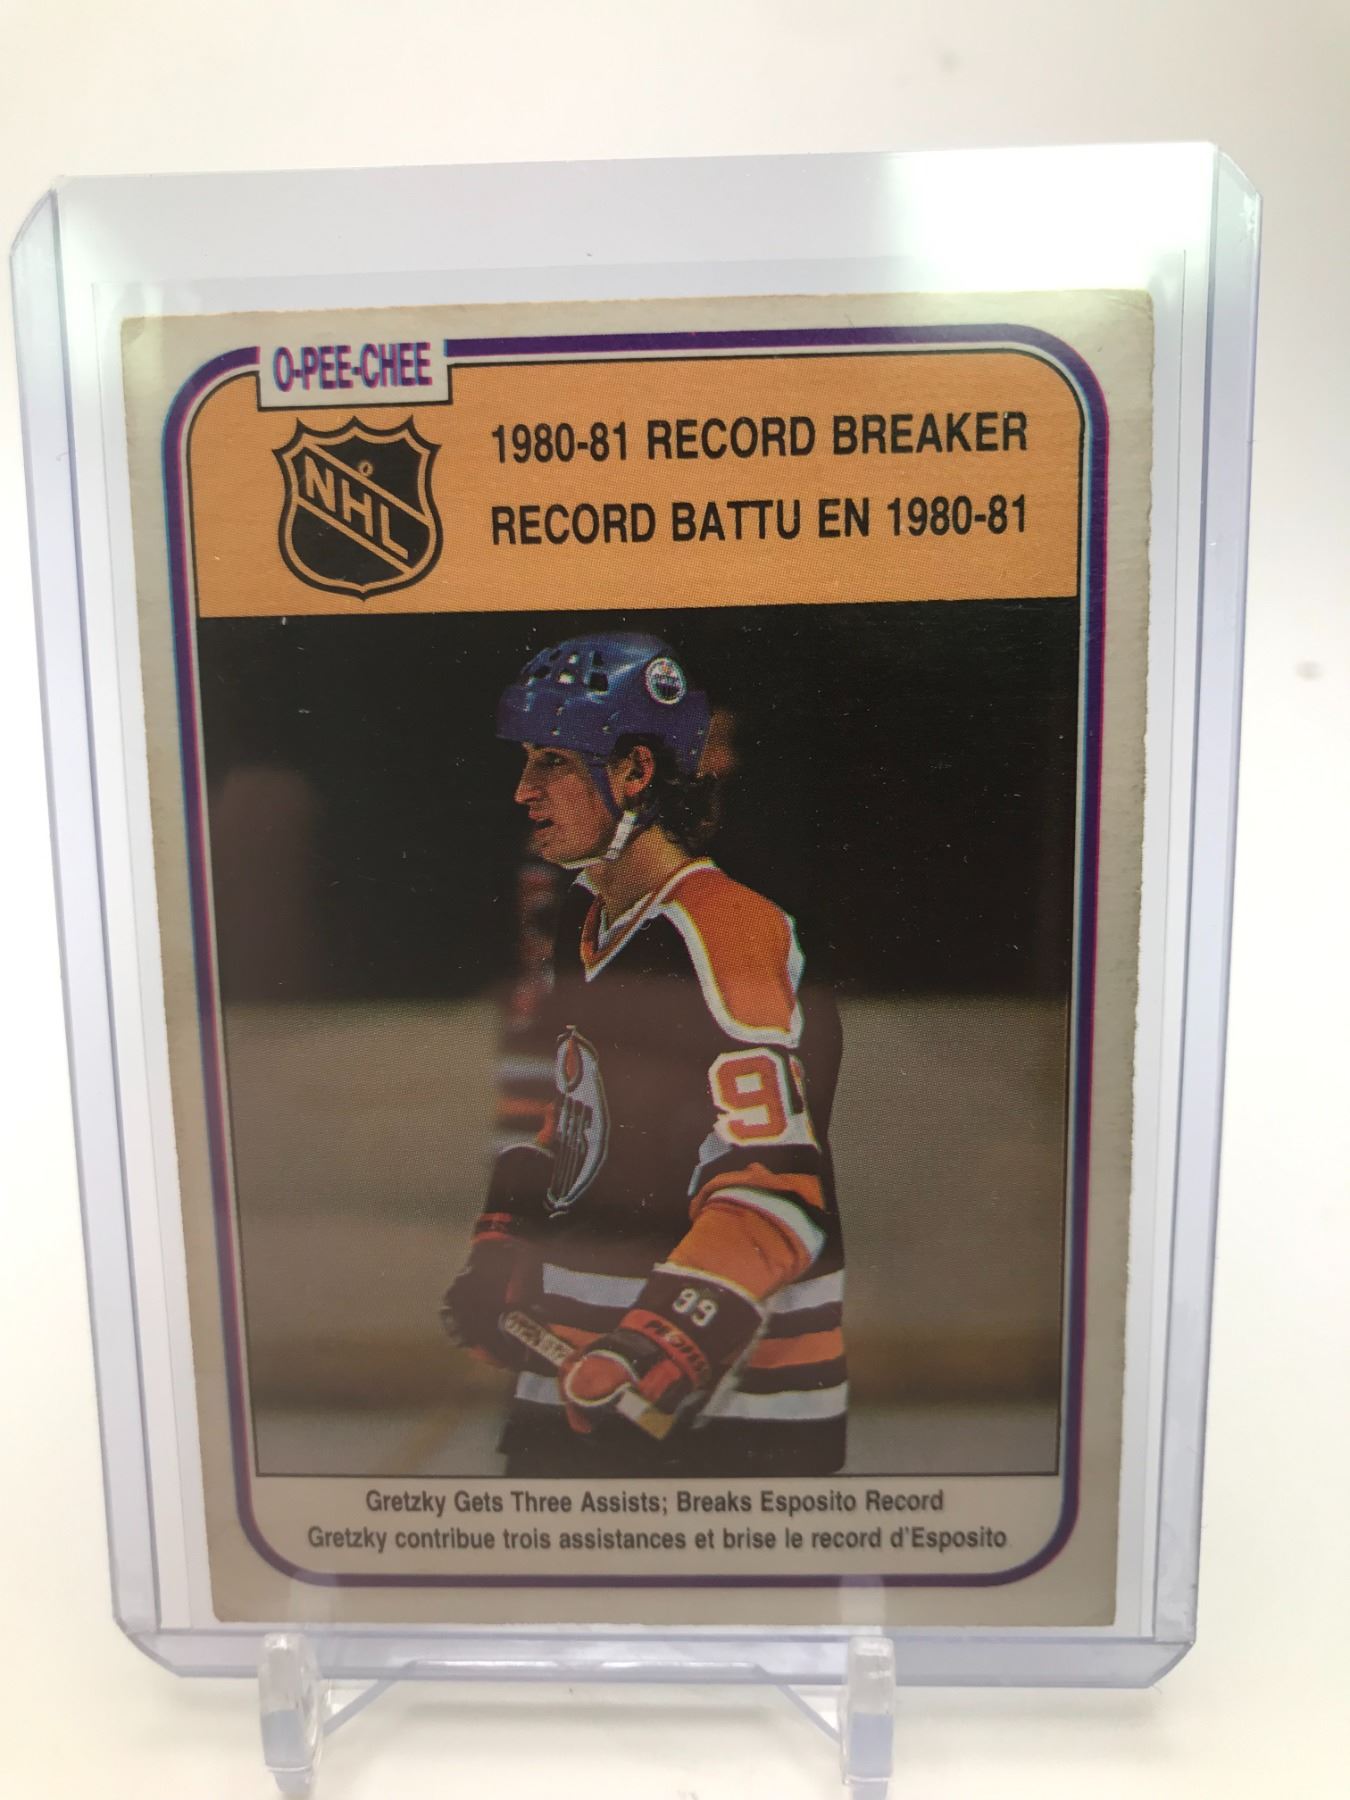 O-PEE-CHEE
NHL
1980-81 RECORD BREAKER
RECORD BATTU EN 1980-81
9
99
Gretzky Gets Three Assists; Breaks Esposito Record
Gretzky contribue trois assistances et brise le record d'Esposito